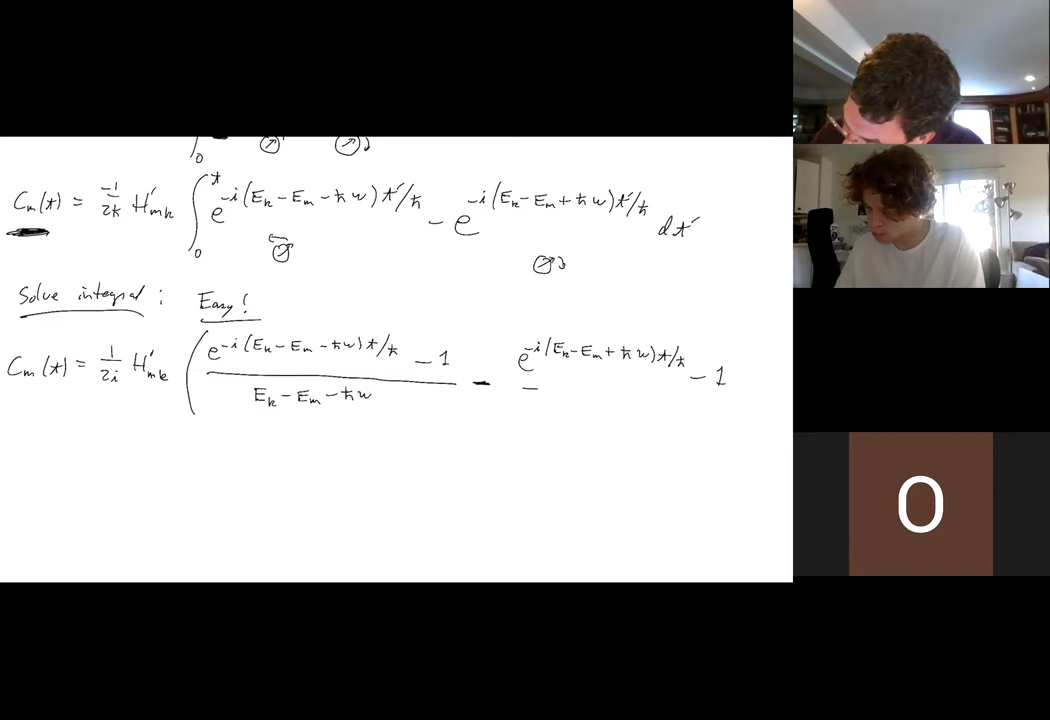 0
C_m(t) = -1/2ħ H'_mk ∫_0^t e^{-i(E_k - E_m - ħω)t'/ħ} - e^{-i(E_k - E_m + ħω)t'/ħ} dt'
Solve integral : Easy!
C_m(t) = 1/2i H'_mk ( (e^{-i(E_k - E_m - ħω)t/ħ} - 1)/(E_k - E_m - ħω) - e^{-i(E_k - E_m + ħω)t/ħ} - 1
O